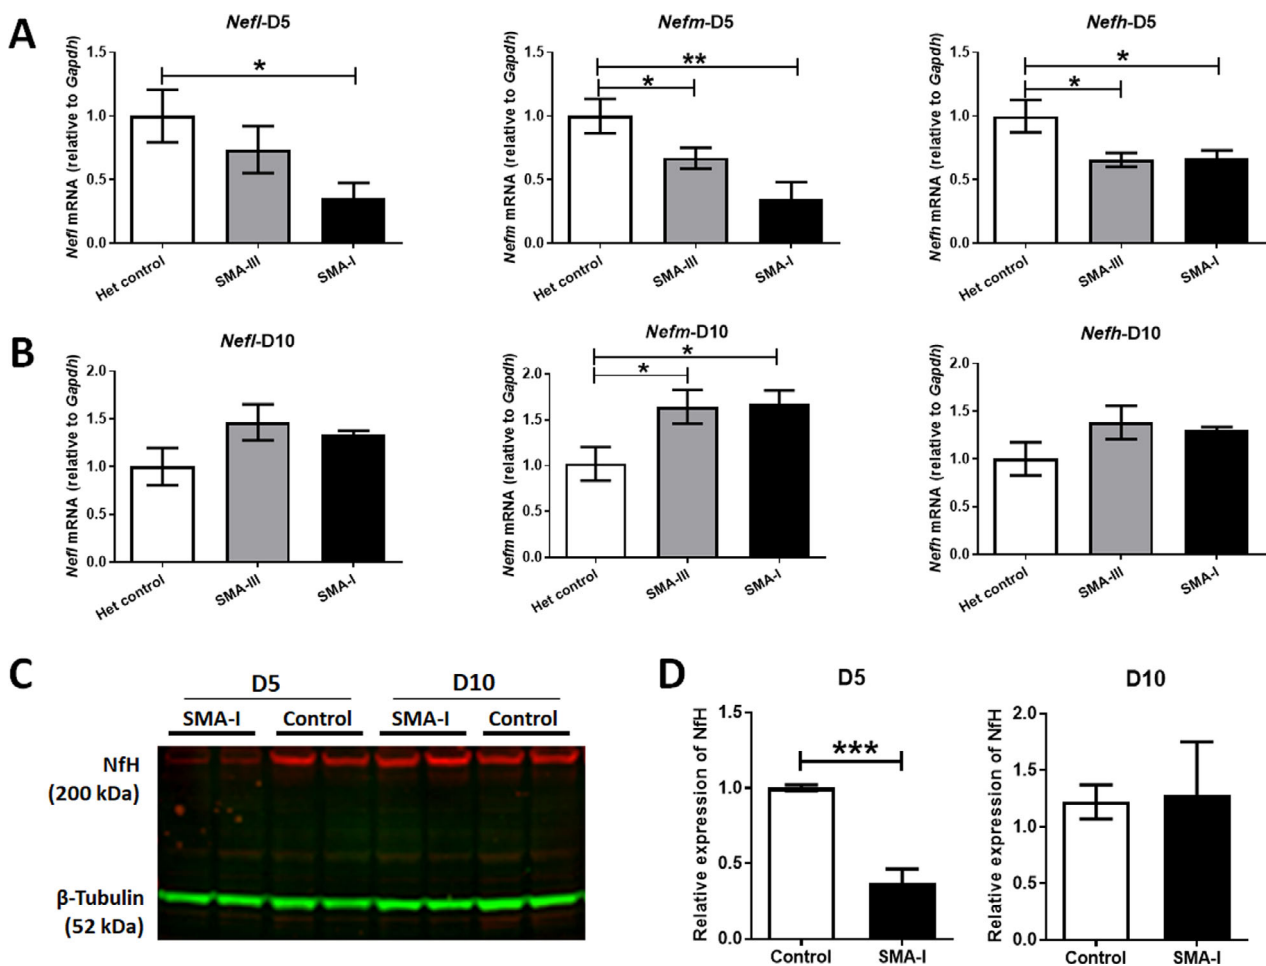 A
Nefl-D5
Nefl mRNA (relative to Gapdh)
1.5
1.0
0.5
0.0
*
Het control
SMA-III
SMA-I
Nefm-D5
Nefm mRNA (relative to Gapdh)
1.5
1.0
0.5
0.0
**
*
Het control
SMA-III
SMA-I
Nefh-D5
Nefh mRNA (relative to Gapdh)
1.5
1.0
0.5
0.0
*
*
Het control
SMA-III
SMA-I
B
Nefl-D10
Nefl mRNA (relative to Gapdh)
2.0
1.5
1.0
0.5
0.0
Het control
SMA-III
SMA-I
Nefm-D10
Nefm mRNA (relative to Gapdh)
2.0
1.5
1.0
0.5
0.0
*
*
Het control
SMA-III
SMA-I
Nefh-D10
Nefh mRNA (relative to Gapdh)
2.0
1.5
1.0
0.5
0.0
Het control
SMA-III
SMA-I
C
D5 D10
SMA-I Control SMA-I Control
NfH
(200 kDa)
β-Tubulin
(52 kDa)
D
D5
Relative expression of NfH
1.5
1.0
0.5
0.0
***
Control SMA-I
D10
Relative expression of NfH
2.0
1.5
1.0
0.5
0.0
Control SMA-I